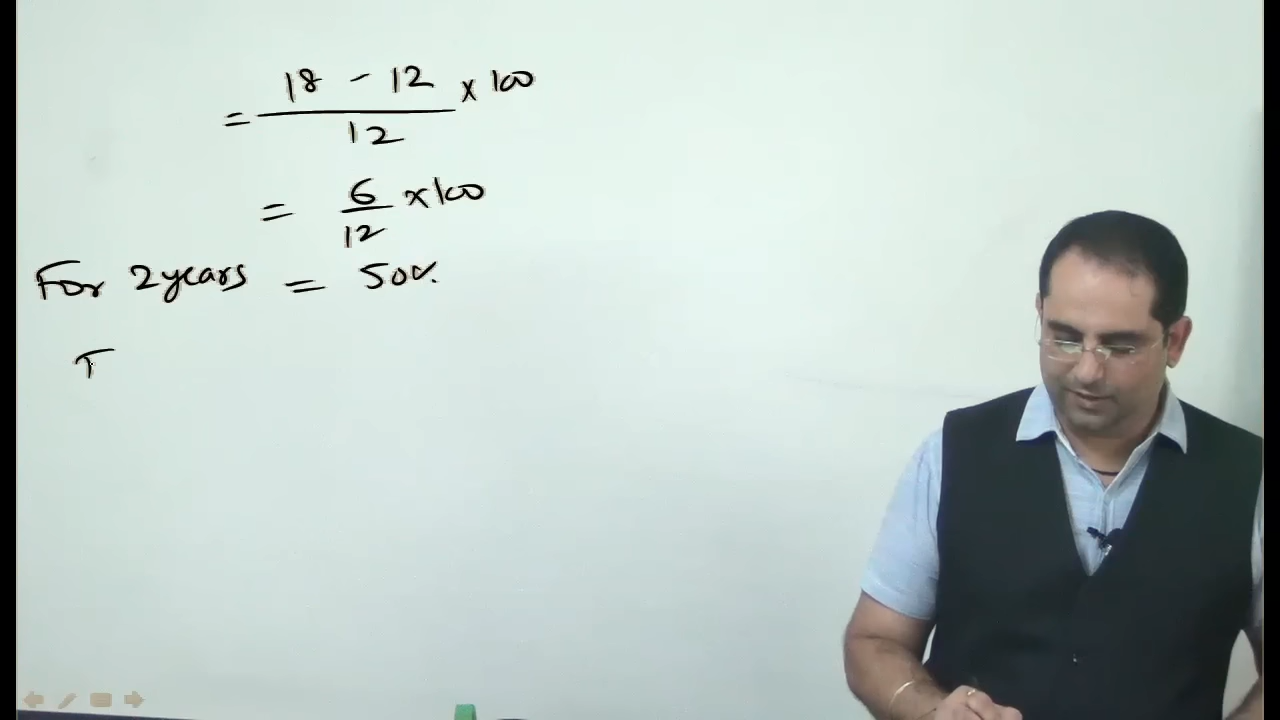 = 18 - 12 / 12 x 100
= 6 / 12 x 100
For 2 years = 50%
T